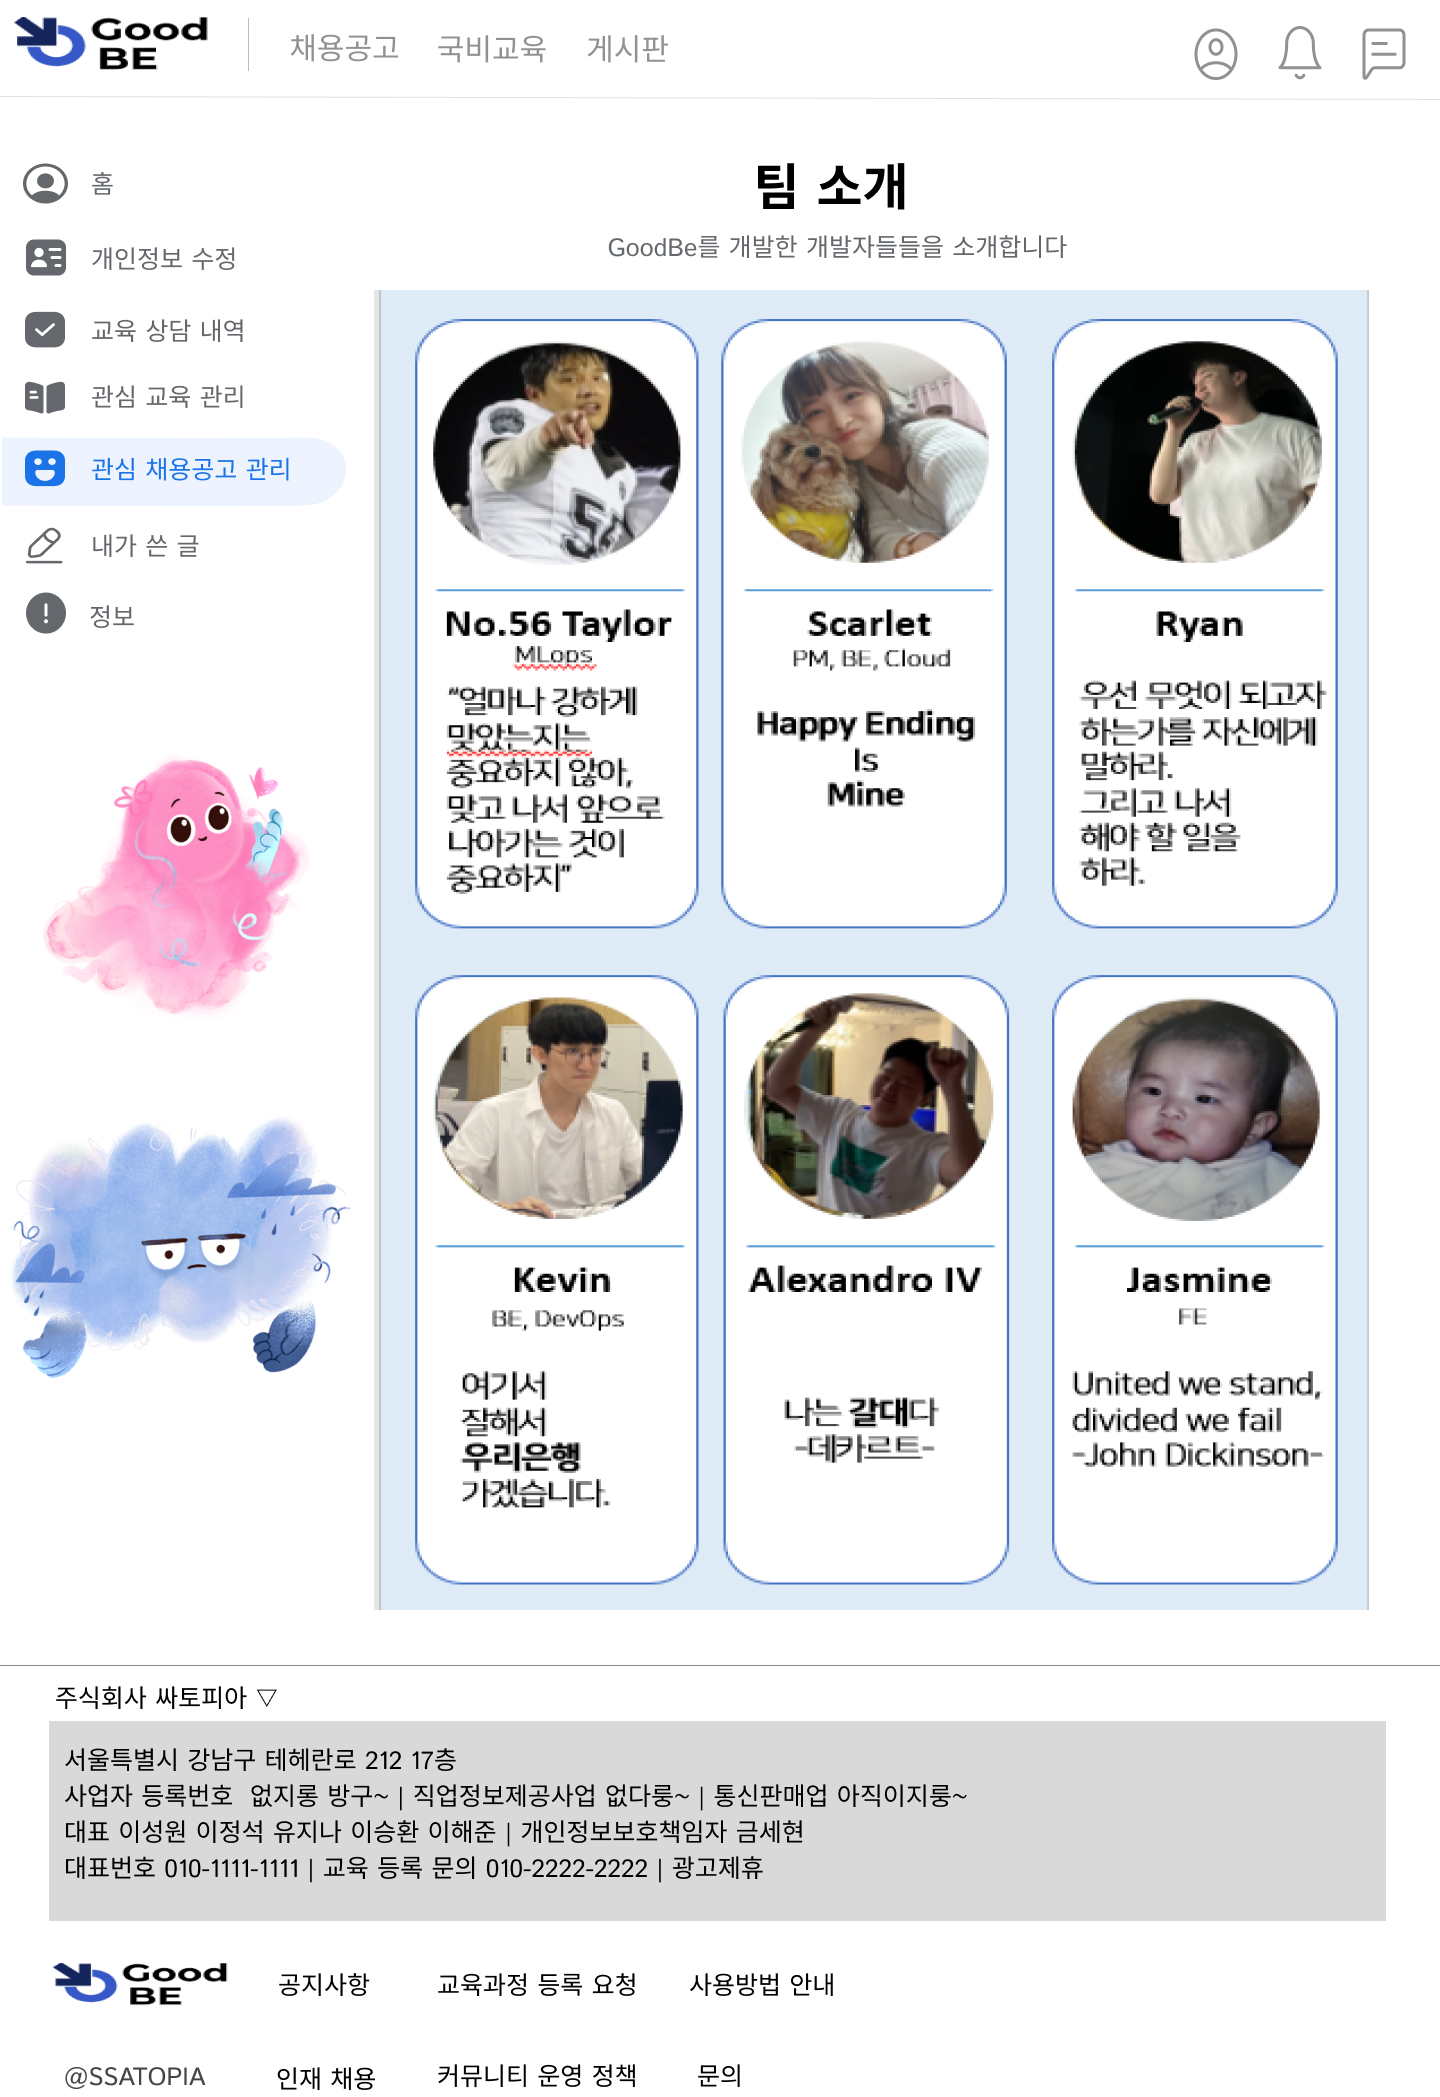 Good
BE
채용공고 국비교육 게시판
홈
개인정보 수정
교육 상담 내역
관심 교육 관리
관심 채용공고 관리
내가 쓴 글
정보
팀 소개
GoodBe를 개발한 개발자들들을 소개합니다
No.56 Taylor
MLops
“얼마나 강하게
맞았는지는
중요하지 않아,
맞고 나서 앞으로
나아가는 것이
중요하지”
Scarlet
PM, BE, Cloud
Happy Ending
Is
Mine
Ryan
우선 무엇이 되고자
하는가를 자신에게
말하라.
그리고 나서
해야 할 일을
하라.
Kevin
BE, DevOps
여기서
잘해서
우리은행
가겠습니다.
Alexandro IV
나는 갈대다
-데카르트-
Jasmine
FE
United we stand,
divided we fail
-John Dickinson-
주식회사 싸토피아 ▽
서울특별시 강남구 테헤란로 212 17층
사업자 등록번호 없지롱 방구~ | 직업정보제공사업 없다룽~ | 통신판매업 아직이지룽~
대표 이성원 이정석 유지나 이승환 이해준 | 개인정보보호책임자 금세현
대표번호 010-1111-1111 | 교육 등록 문의 010-2222-2222 | 광고제휴
Good
BE
공지사항 교육과정 등록 요청 사용방법 안내
@SSATOPIA 인재 채용 커뮤니티 운영 정책 문의